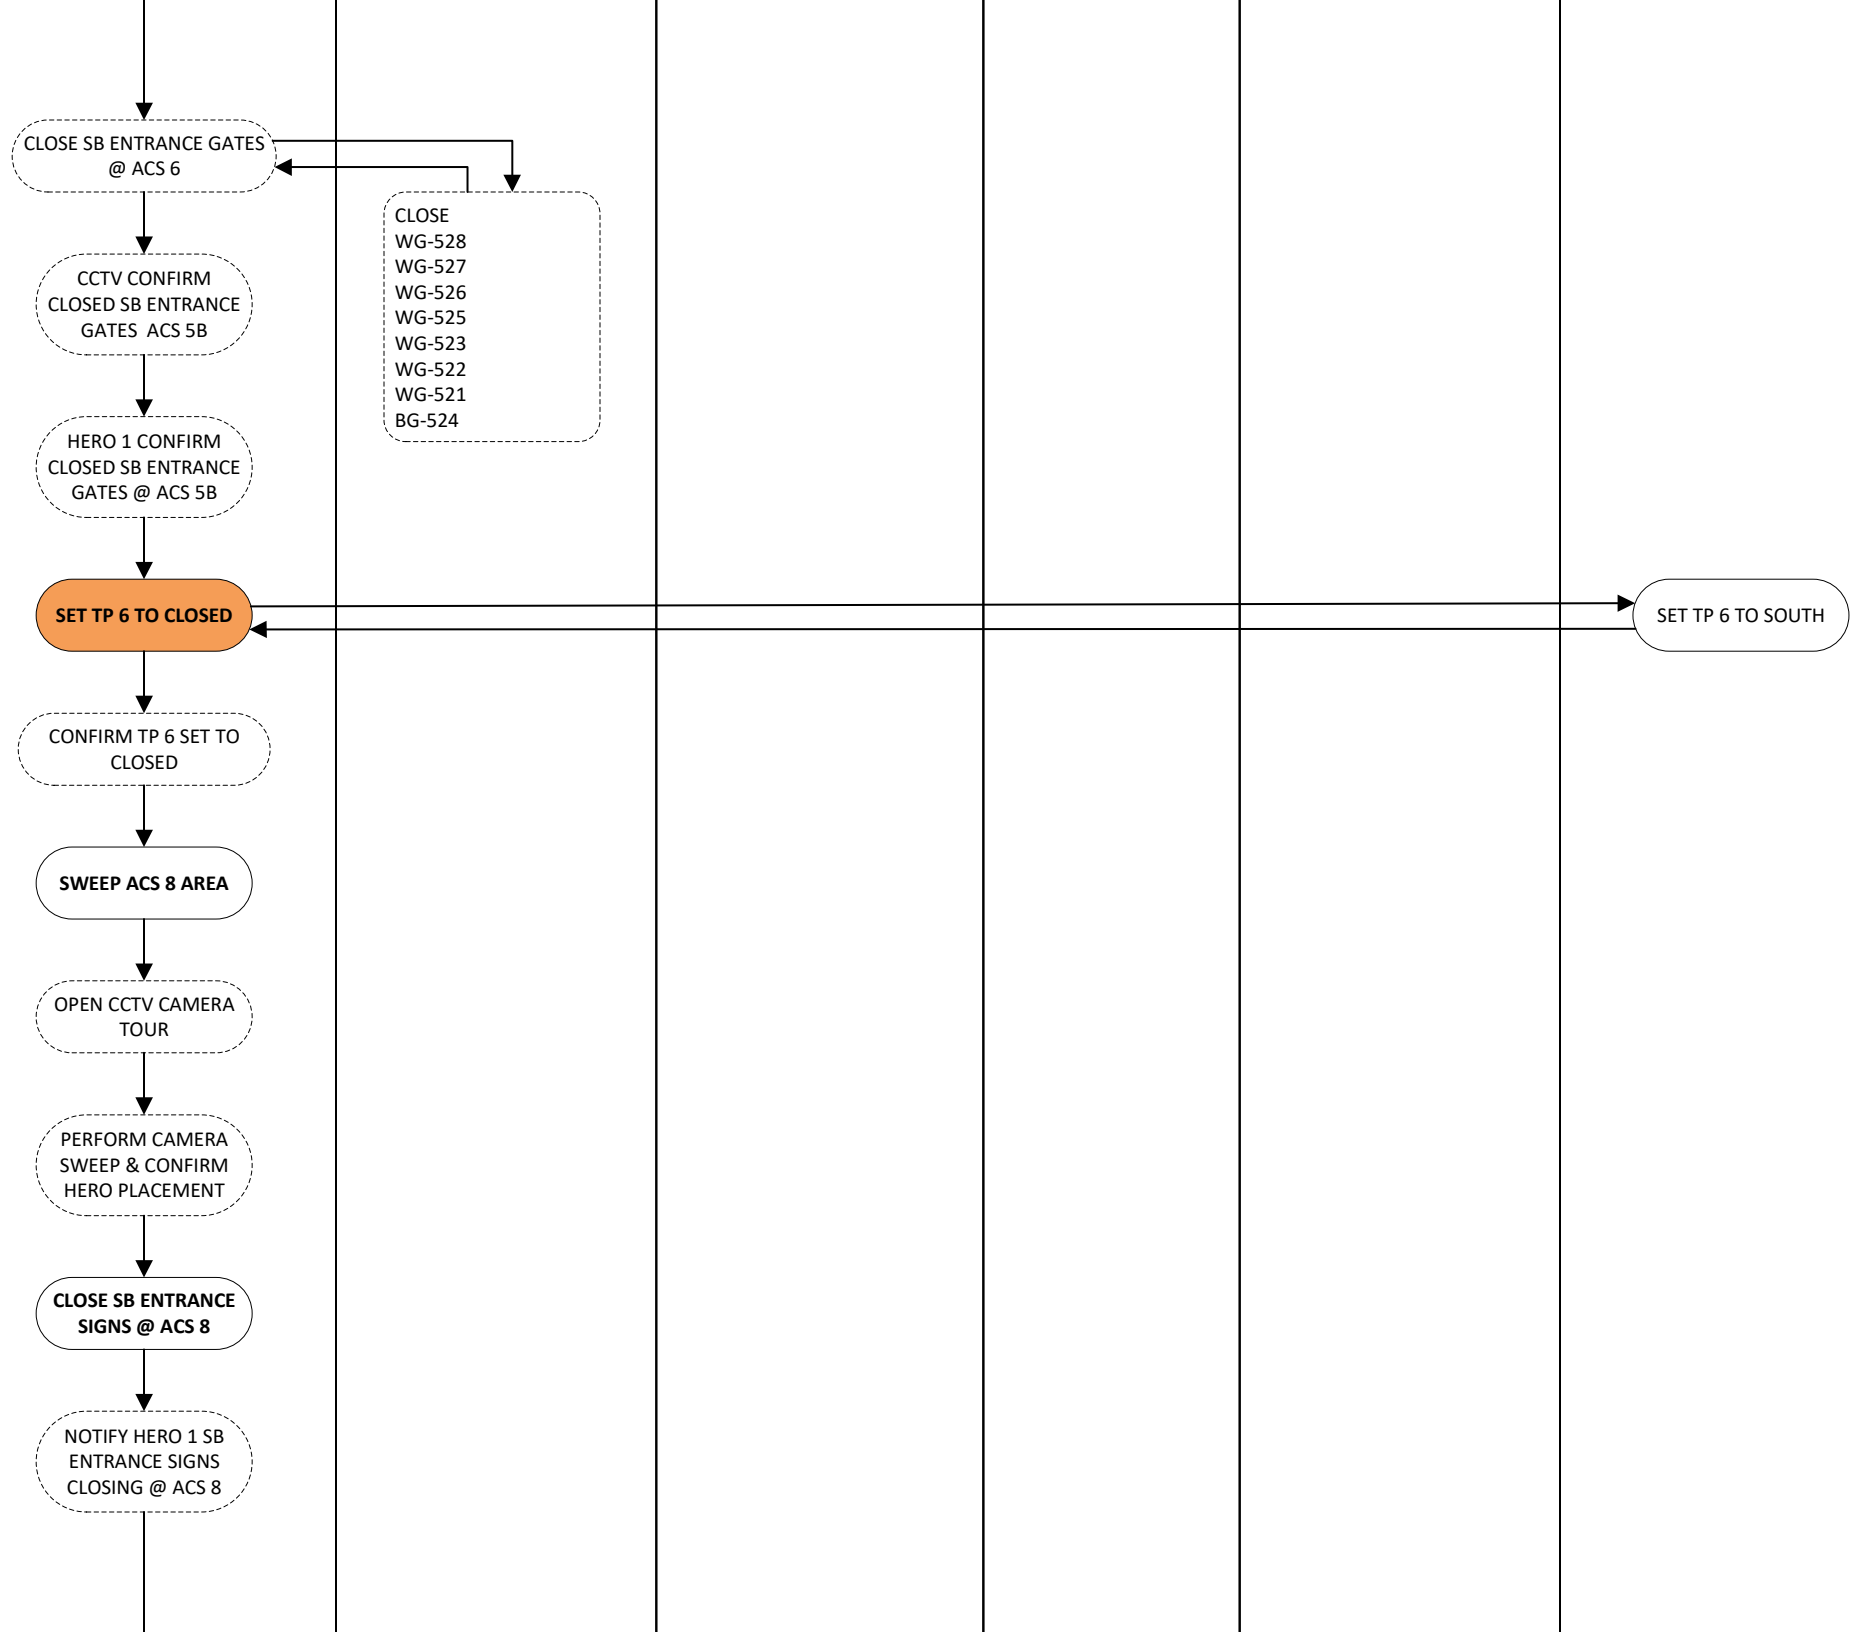 CLOSE SB ENTRANCE GATES
@ ACS 6
CLOSE
WG-528
WG-527
WG-526
WG-525
WG-523
WG-522
WG-521
BG-524
CCTV CONFIRM
CLOSED SB ENTRANCE
GATES  ACS 5B
HERO 1 CONFIRM
CLOSED SB ENTRANCE
GATES @ ACS 5B
SET TP 6 TO CLOSED
SET TP 6 TO SOUTH
CONFIRM TP 6 SET TO
CLOSED
SWEEP ACS 8 AREA
OPEN CCTV CAMERA
TOUR
PERFORM CAMERA
SWEEP & CONFIRM
HERO PLACEMENT
CLOSE SB ENTRANCE
SIGNS @ ACS 8
NOTIFY HERO 1 SB
ENTRANCE SIGNS
CLOSING @ ACS 8